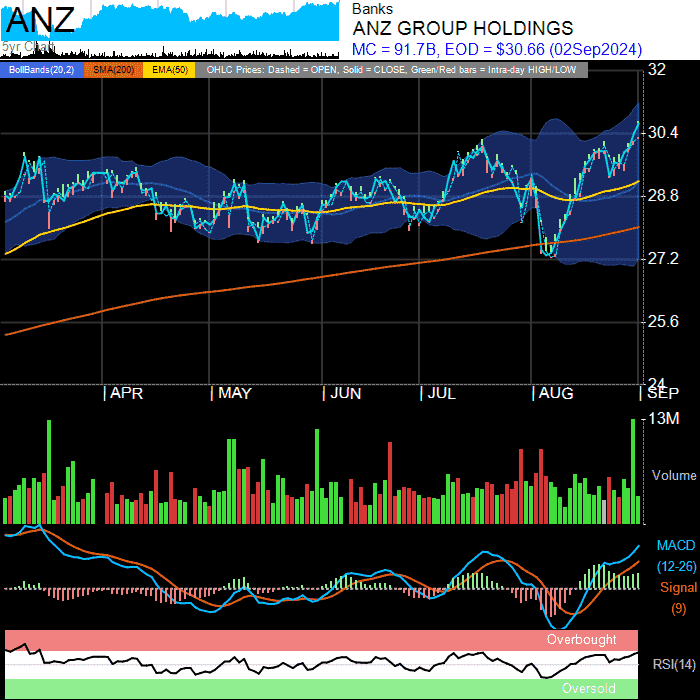 ANZ
5yr Chart
Banks
ANZ GROUP HOLDINGS
MC = 91.7B, EOD = $30.66 (02Sep2024)
BollBands(20,2) SMA(200) EMA(50) OHLC Prices: Dashed = OPEN, Solid = CLOSE, Green/Red bars = Intra-day HIGH/LOW
32
30.4
28.8
27.2
25.6
24
| APR | MAY | JUN | JUL | AUG | SEP
13M
Volume
MACD
(12-26)
Signal
(9)
Overbought
RSI(14)
Oversold